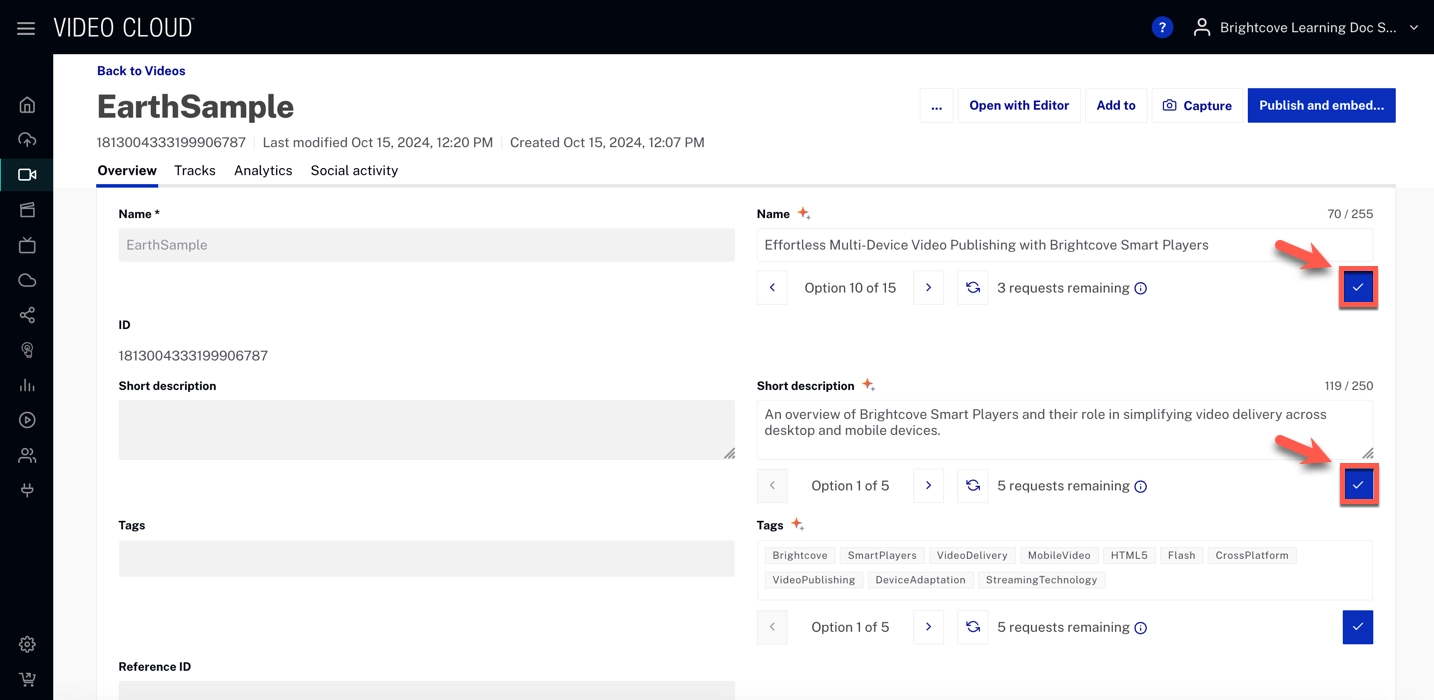 VIDEO CLOUD
? Brightcove Learning Doc S...
Back to Videos
EarthSample
... Open with Editor Add to Capture Publish and embed...
1813004333199906787 Last modified Oct 15, 2024, 12:20 PM Created Oct 15, 2024, 12:07 PM
Overview Tracks Analytics Social activity
Name *
EarthSample
ID
1813004333199906787
Short description
Tags
Reference ID
Name 70 / 255
Effortless Multi-Device Video Publishing with Brightcove Smart Players
Option 10 of 15 3 requests remaining
Short description 119 / 250
An overview of Brightcove Smart Players and their role in simplifying video delivery across
desktop and mobile devices.
Option 1 of 5 5 requests remaining
Tags
Brightcove SmartPlayers VideoDelivery MobileVideo HTML5 Flash CrossPlatform
VideoPublishing DeviceAdaptation StreamingTechnology
Option 1 of 5 5 requests remaining